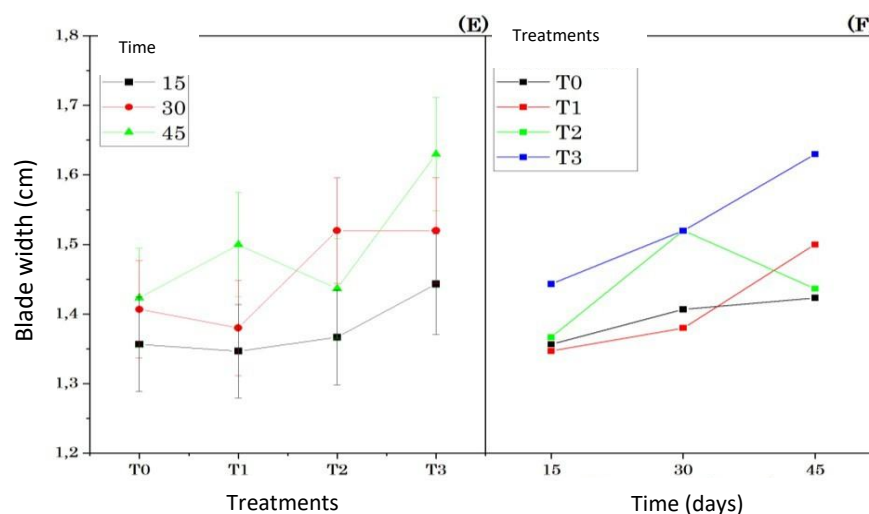 (E)
(F
1,8
1,7
1,6
1,5
1,4
1,3
1,2
Blade width (cm)
Time
15
30
45
T0
T1
T2
T3
Treatments
Treatments
T0
T1
T2
T3
15
30
45
Time (days)